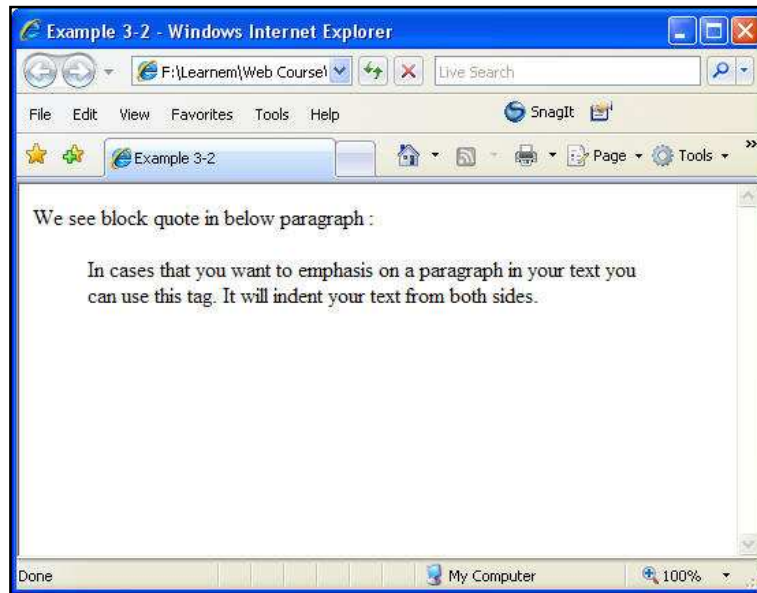 Example 3-2 - Windows Internet Explorer
F:\Learnem\Web Course\
Live Search
File Edit View Favorites Tools Help SnagIt
Example 3-2 Page Tools »
We see block quote in below paragraph :
In cases that you want to emphasis on a paragraph in your text you
can use this tag. It will indent your text from both sides.
Done My Computer 100%